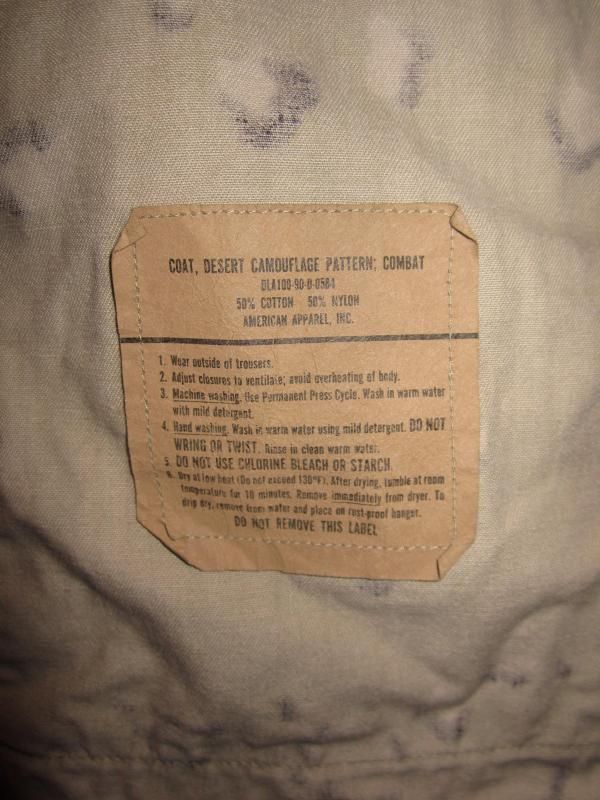 COAT, DESERT CAMOUFLAGE PATTERN; COMBAT
DLA100-90-D-0584
50% COTTON 50% NYLON
AMERICAN APPAREL, INC.
1. Wear outside of trousers.
2. Adjust closures to ventilate; avoid overheating of body.
3. Machine washing. Use Permanent Press Cycle. Wash in warm water
with mild detergent.
4. Hand washing. Wash in warm water using mild detergent. DO NOT
WRING OR TWIST. Rinse in clean warm water.
5. DO NOT USE CHLORINE BLEACH OR STARCH.
6. Dry at low heat (Do not exceed 130°F). After drying, tumble at room
temperature for 10 minutes. Remove immediately from dryer. To
drip dry, remove from water and place on rust-proof hanger.
DO NOT REMOVE THIS LABEL